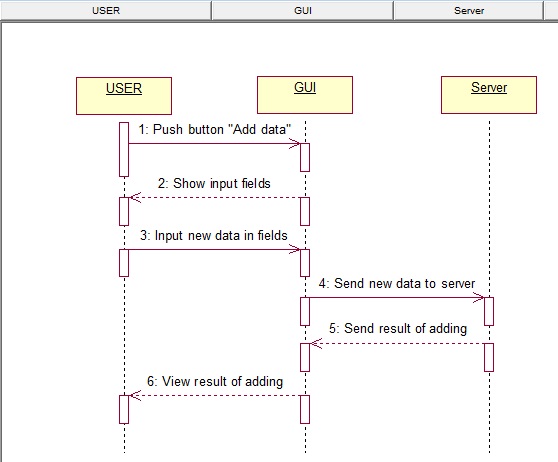 USER GUI Server
USER GUI Server
1: Push button "Add data"
2: Show input fields
3: Input new data in fields
4: Send new data to server
5: Send result of adding
6: View result of adding